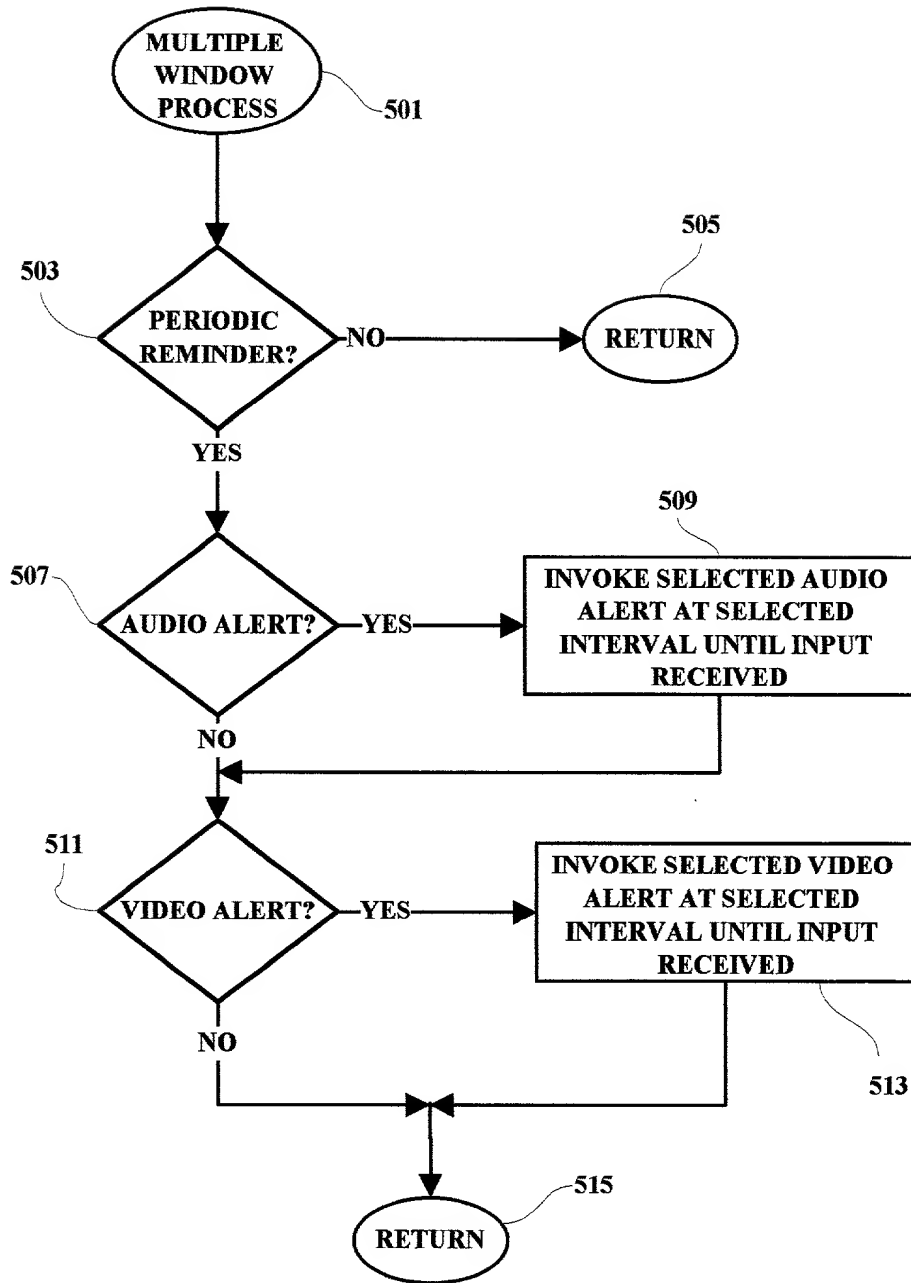 MULTIPLE
WINDOW
PROCESS
501
505
503
PERIODIC
REMINDER?
NO
RETURN
YES
509
507
AUDIO ALERT?
YES
INVOKE SELECTED AUDIO
ALERT AT SELECTED
INTERVAL UNTIL INPUT
RECEIVED
NO
511
VIDEO ALERT?
YES
INVOKE SELECTED VIDEO
ALERT AT SELECTED
INTERVAL UNTIL INPUT
RECEIVED
NO
513
515
RETURN